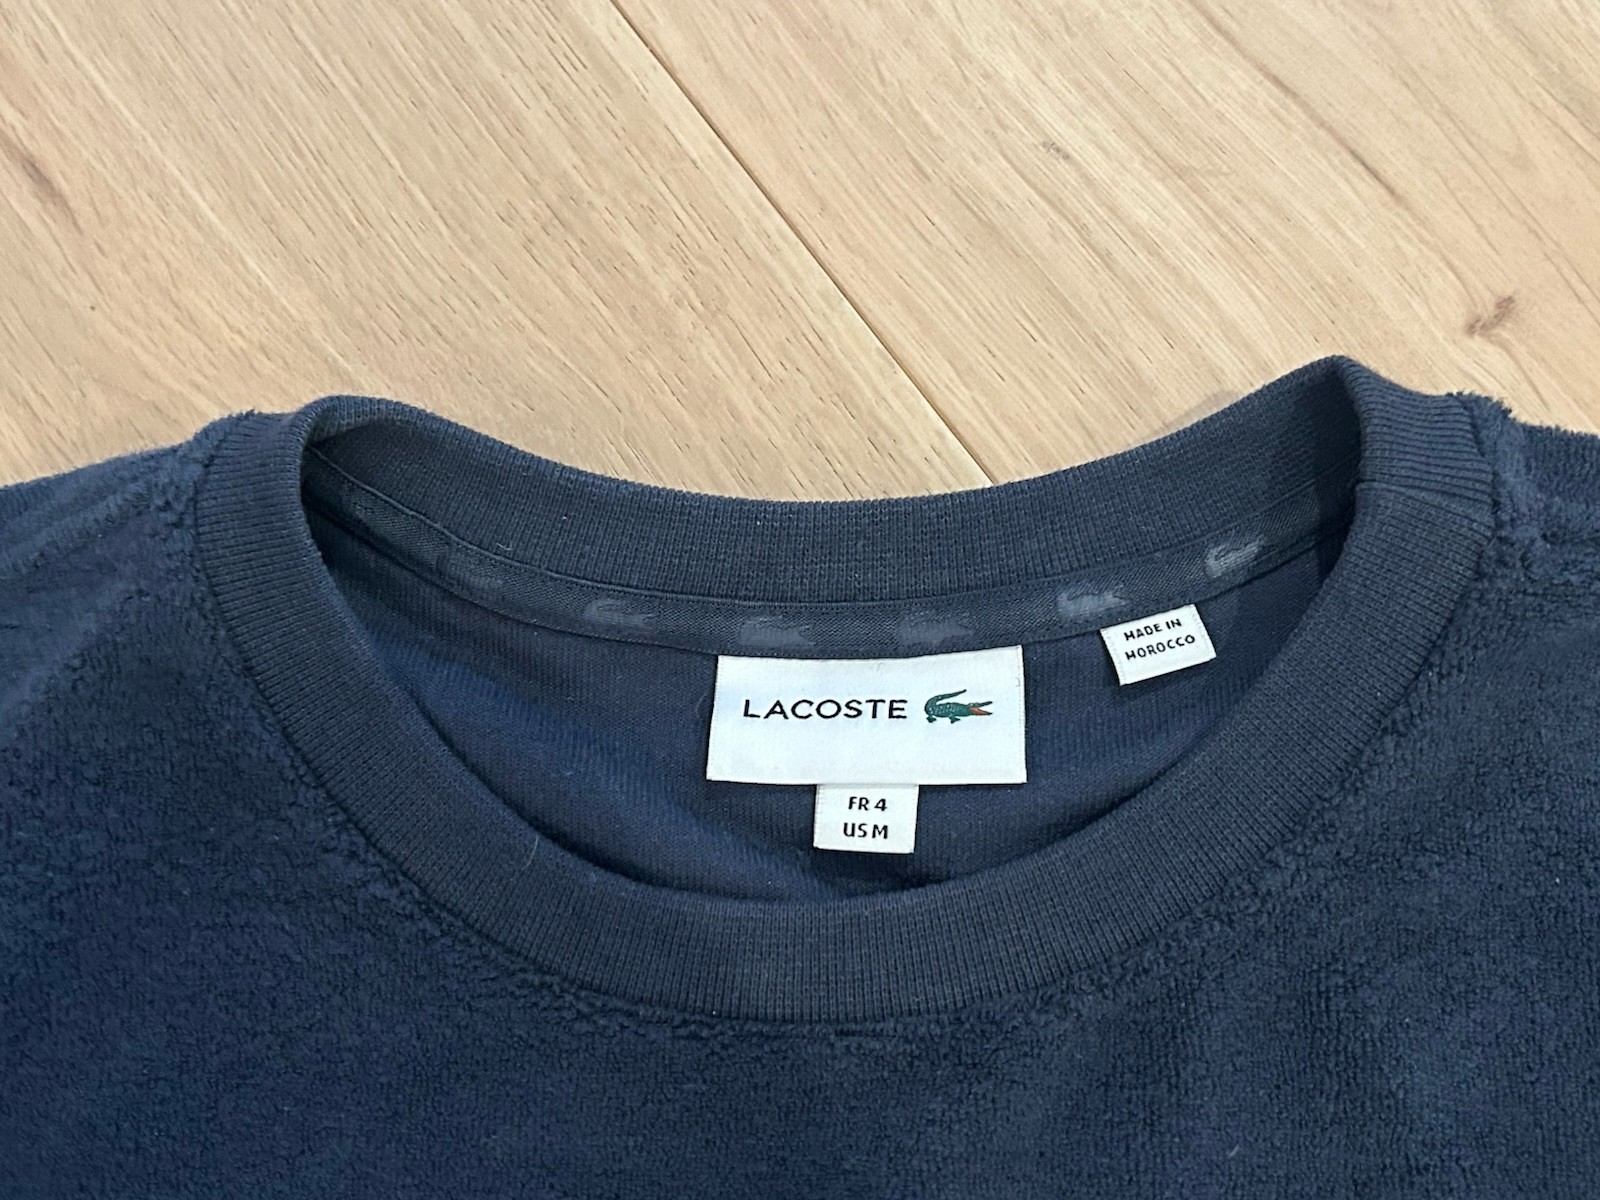 LACOSTE
FR 4
US M
MADE IN
MOROCCO